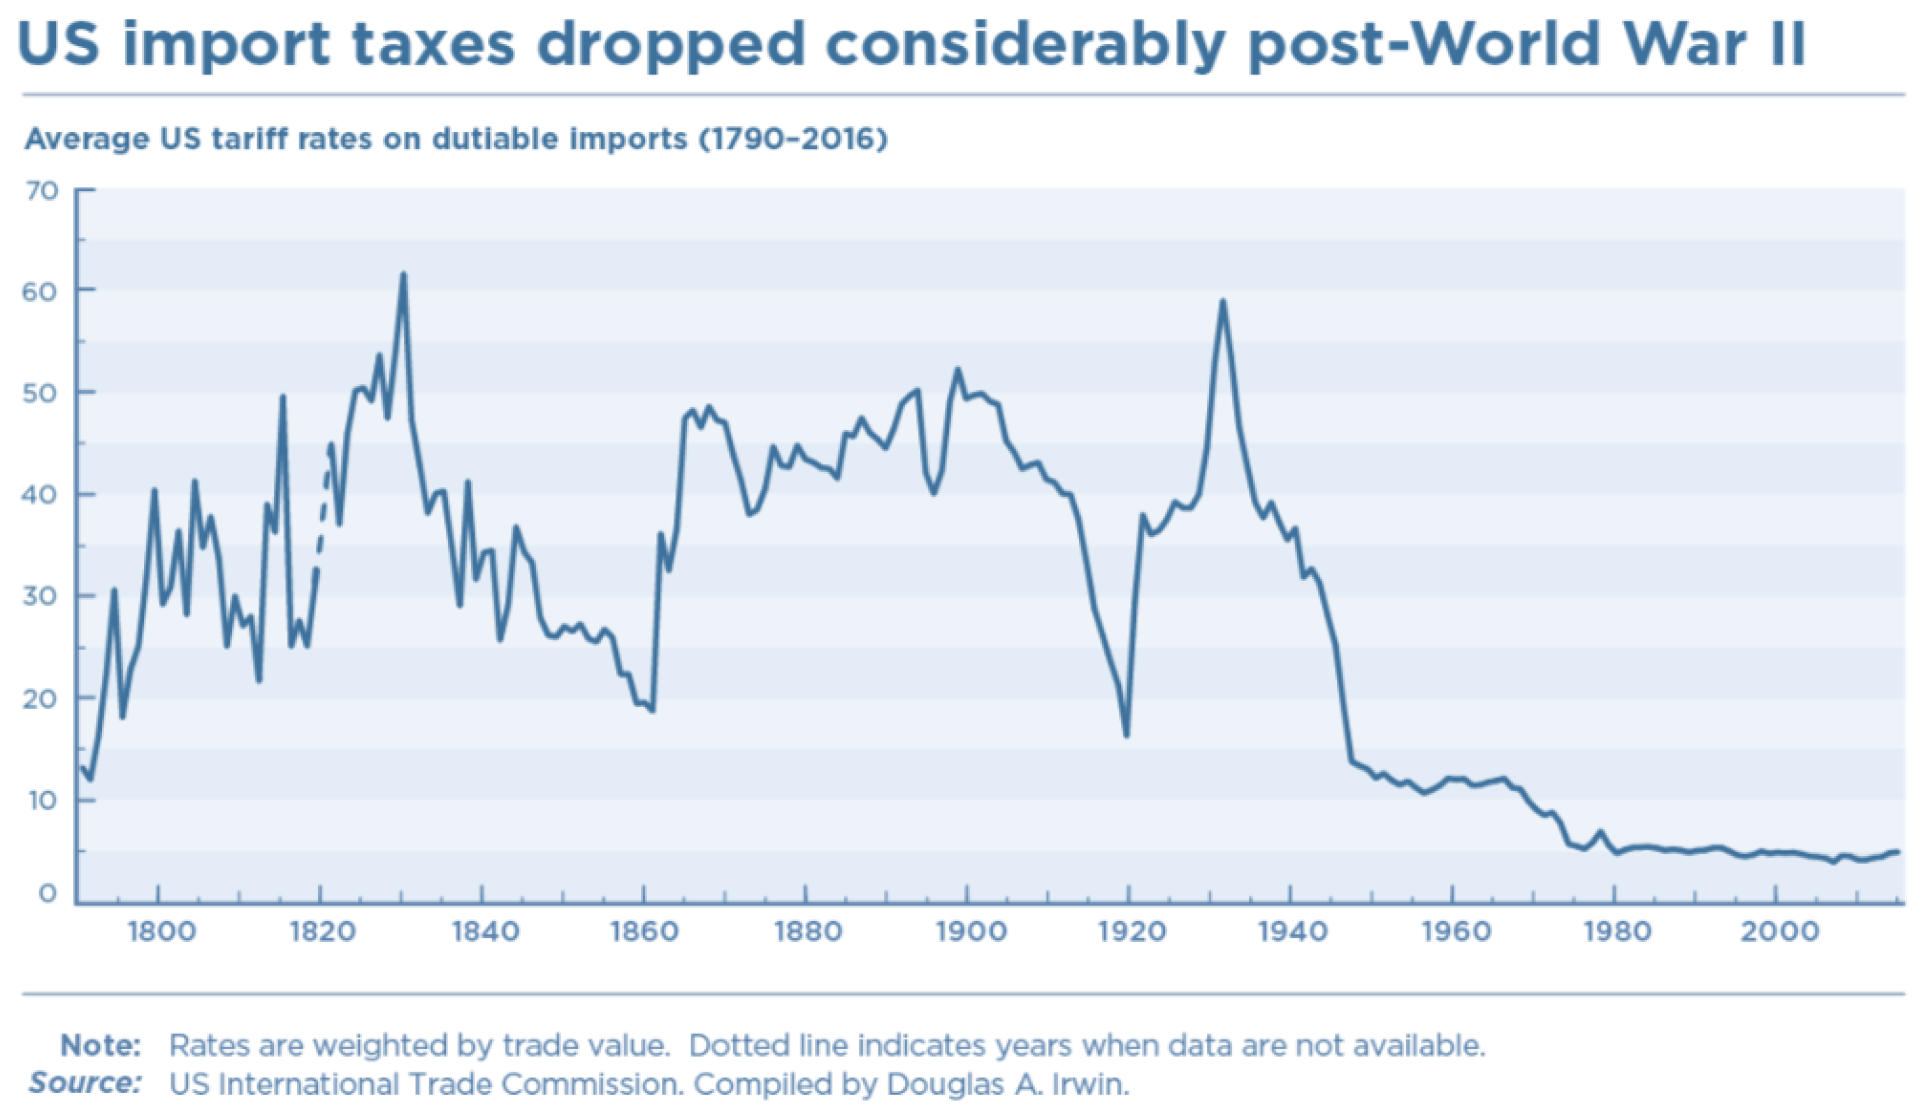 US import taxes dropped considerably post-World War II
Average US tariff rates on dutiable imports (1790–2016)
70
60
50
40
30
20
10
0
1800 1820 1840 1860 1880 1900 1920 1940 1960 1980 2000
Note: Rates are weighted by trade value. Dotted line indicates years when data are not available.
Source: US International Trade Commission. Compiled by Douglas A. Irwin.